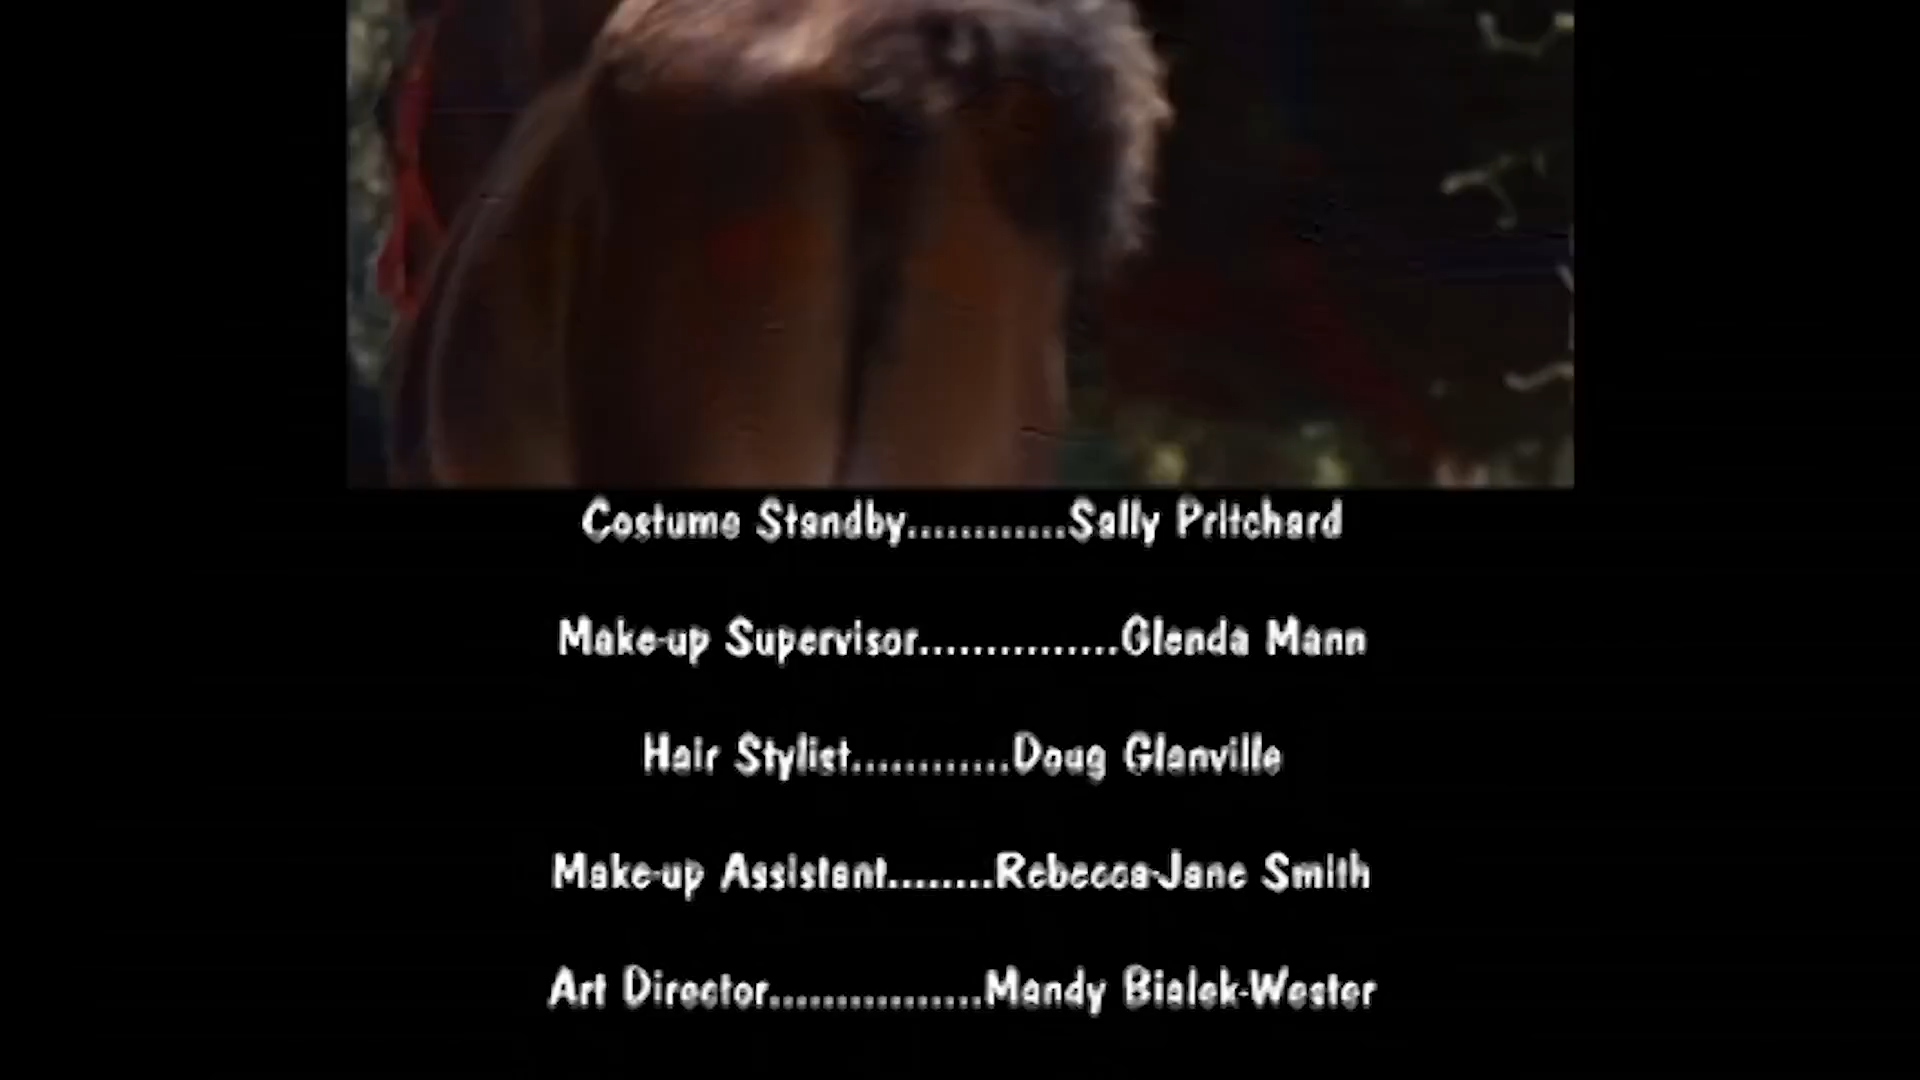 Costume Standby............Sally Pritchard
Make-up Supervisor...............Glenda Mann
Hair Stylist............Doug Glanville
Make-up Assistant........Rebecca-Jane Smith
Art Director................Mandy Bialek-Wester